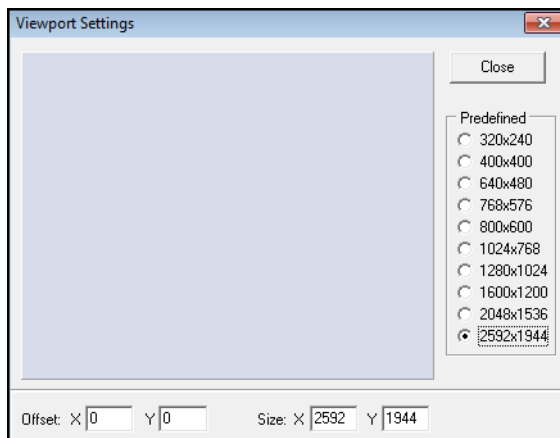 Viewport Settings
Close
Predefined
320x240
400x400
640x480
768x576
800x600
1024x768
1280x1024
1600x1200
2048x1536
2592x1944
Offset: X 0 Y 0 Size: X 2592 Y 1944